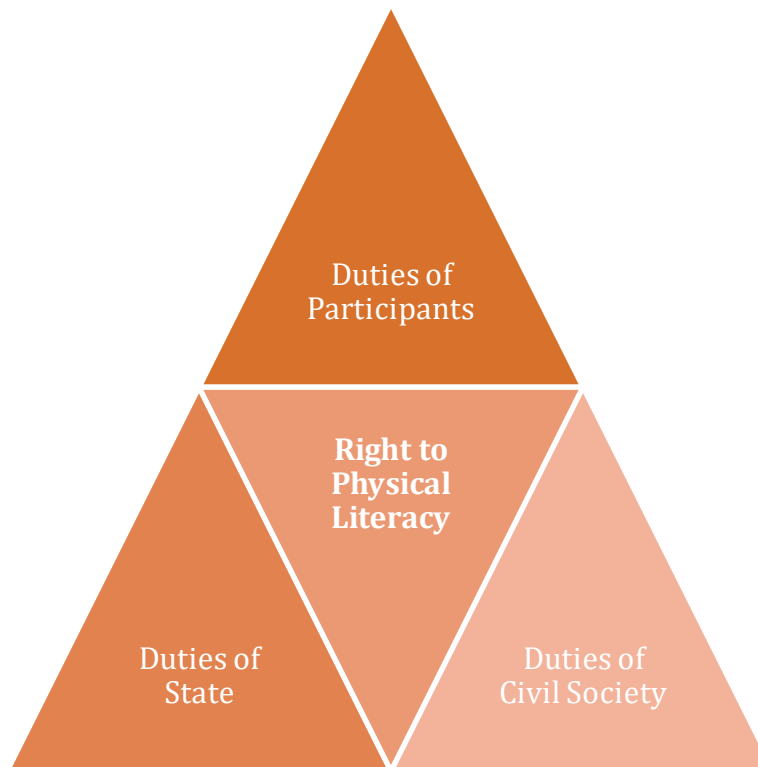 Duties of
Participants
Right to
Physical
Literacy
Duties of
State
Duties of
Civil Society